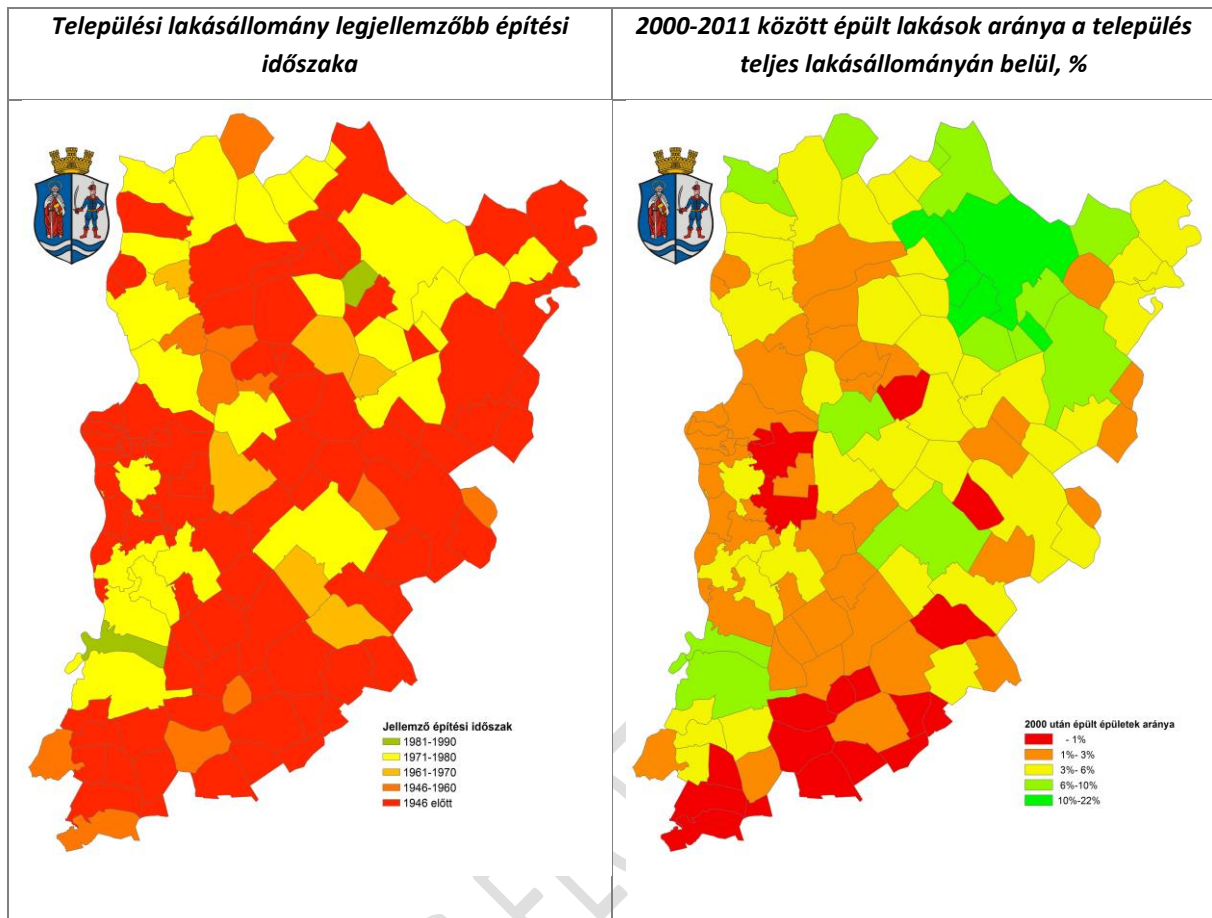 Települési lakásállomány legjellemzőbb építési
időszaka
2000-2011 között épült lakások aránya a település
teljes lakásállományán belül, %
Jellemző építési időszak
1981-1990
1971-1980
1961-1970
1946-1960
1946 előtt
2000 után épült épületek aránya
- 1%
1%- 3%
3%- 6%
6%-10%
10%-22%